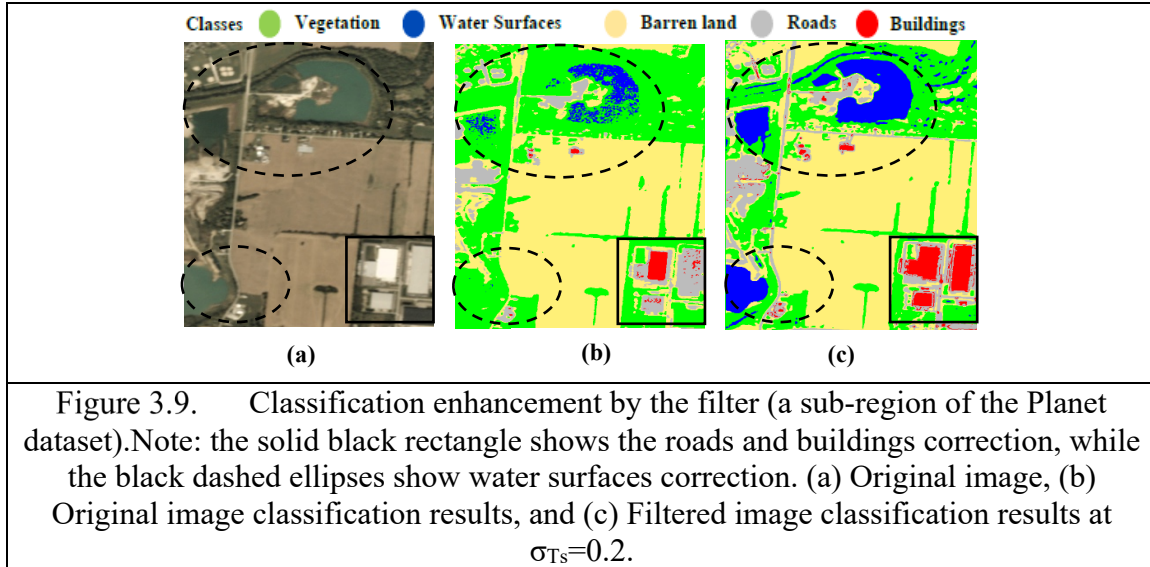 Classes Vegetation Water Surfaces Barren land Roads Buildings
(a) (b) (c)
Figure 3.9. Classification enhancement by the filter (a sub-region of the Planet
dataset).Note: the solid black rectangle shows the roads and buildings correction, while
the black dashed ellipses show water surfaces correction. (a) Original image, (b)
Original image classification results, and (c) Filtered image classification results at
σTs=0.2.